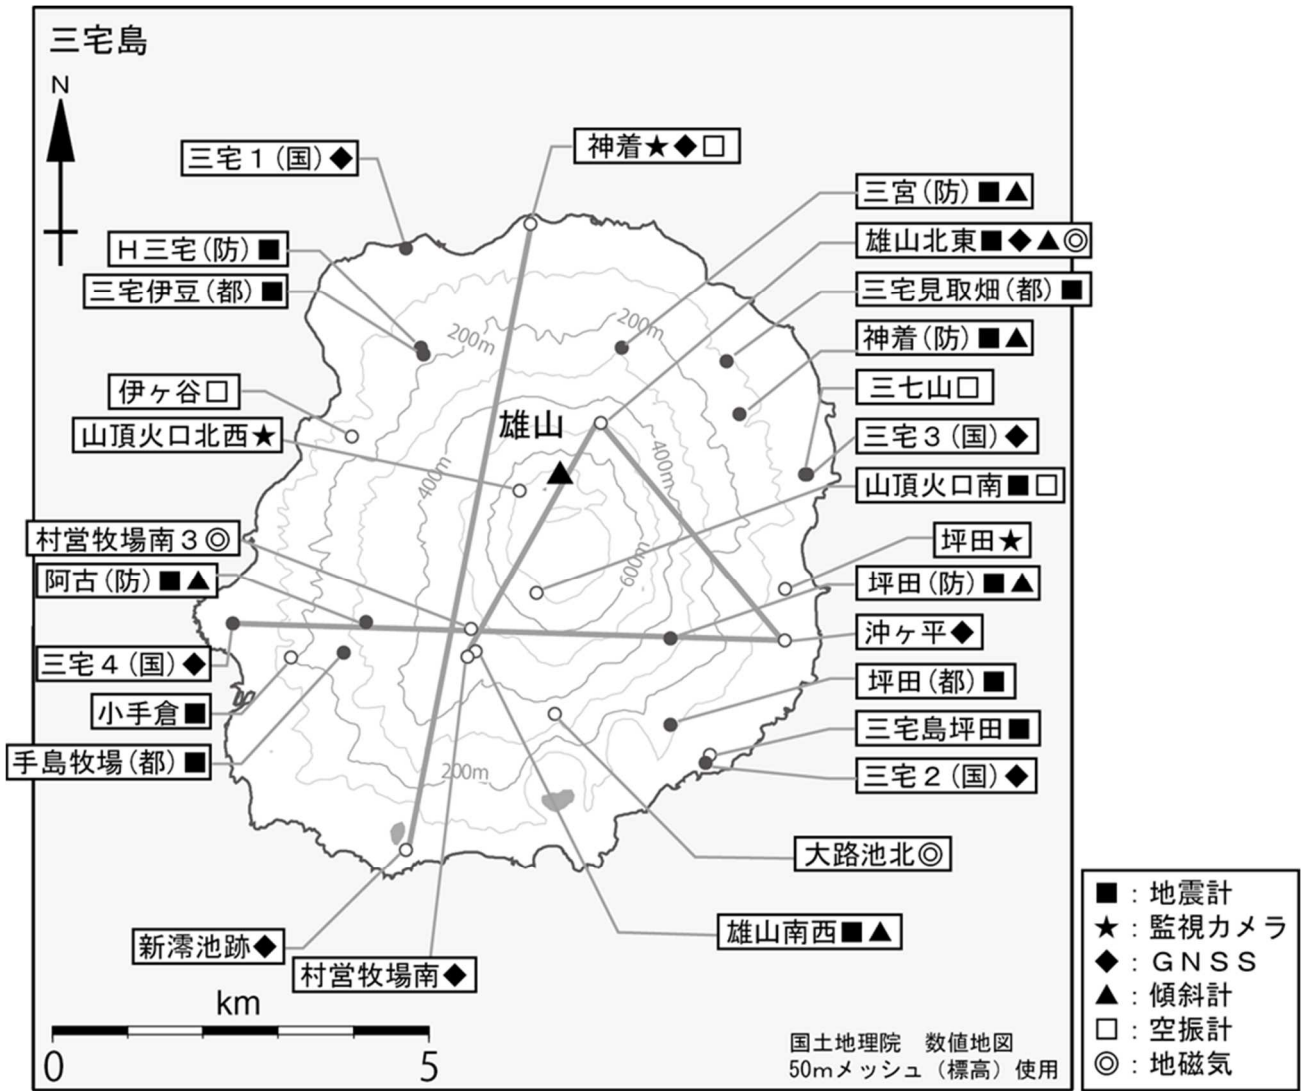 三宅島
N
三宅１(国)◆
神着★◆□
三宮(防)■▲
雄山北東■◆▲◎
H三宅(防)■
三宅伊豆(都)■
三宅見取畑(都)■
神着(防)■▲
200m
200m
伊ヶ谷□
三七山□
山頂火口北西★
雄山
三宅３(国)◆
400m
400m
山頂火口南■□
村営牧場南３◎
坪田★
600m
阿古(防)■▲
坪田(防)■▲
沖ヶ平◆
三宅４(国)◆
坪田(都)■
小手倉■
三宅島坪田■
手島牧場(都)■
200m
三宅２(国)◆
大路池北◎
新澪池跡◆
雄山南西■▲
村営牧場南◆
km
0 5
国土地理院　数値地図
50mメッシュ（標高）使用
■：地震計
★：監視カメラ
◆：ＧＮＳＳ
▲：傾斜計
□：空振計
◎：地磁気